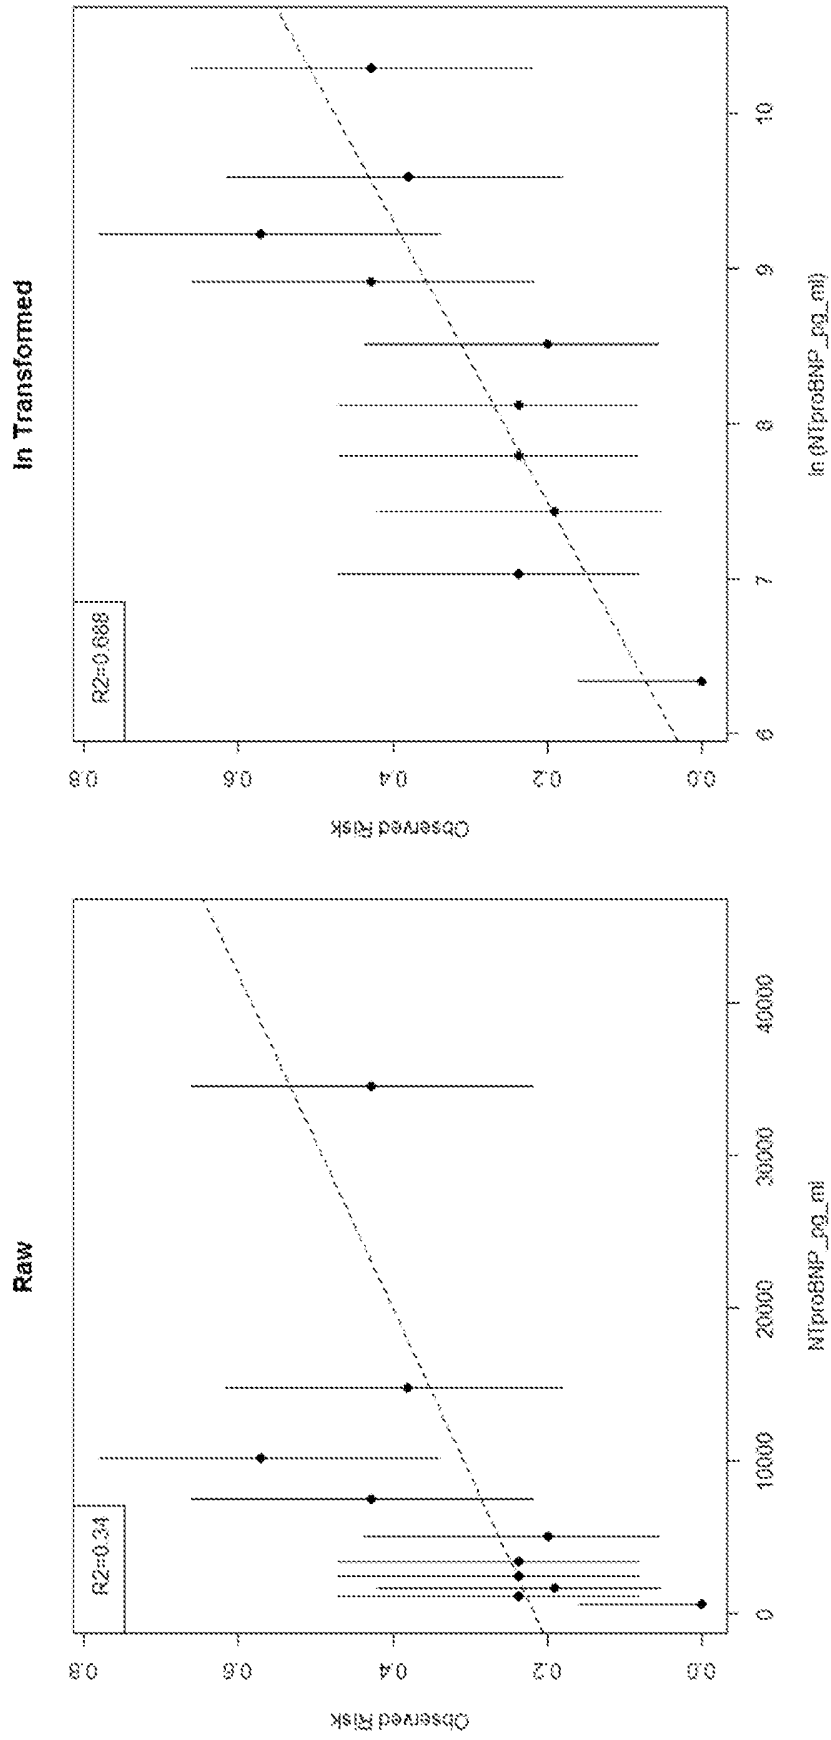 Raw
R2=0.34
Observed Risk
0.8
0.6
0.4
0.2
0.0
0
10000
20000
30000
40000
NTproBNP_pg_ml
ln Transformed
R2=0.688
Observed Risk
0.8
0.6
0.4
0.2
0.0
6
7
8
9
10
ln (NTproBNP_pg_ml)